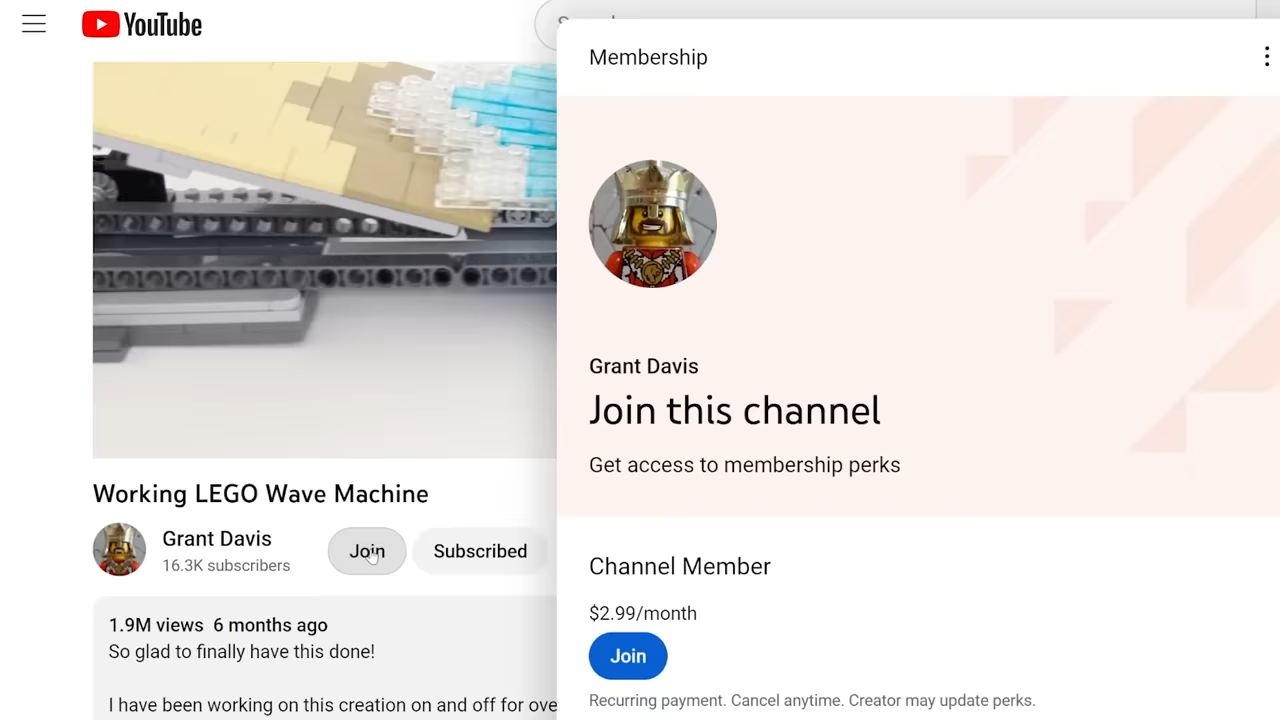 YouTube
Membership
Grant Davis
Join this channel
Get access to membership perks
Working LEGO Wave Machine
Grant Davis
16.3K subscribers
Join
Subscribed
1.9M views 6 months ago
So glad to finally have this done!
I have been working on this creation on and off for ove
Channel Member
$2.99/month
Join
Recurring payment. Cancel anytime. Creator may update perks.